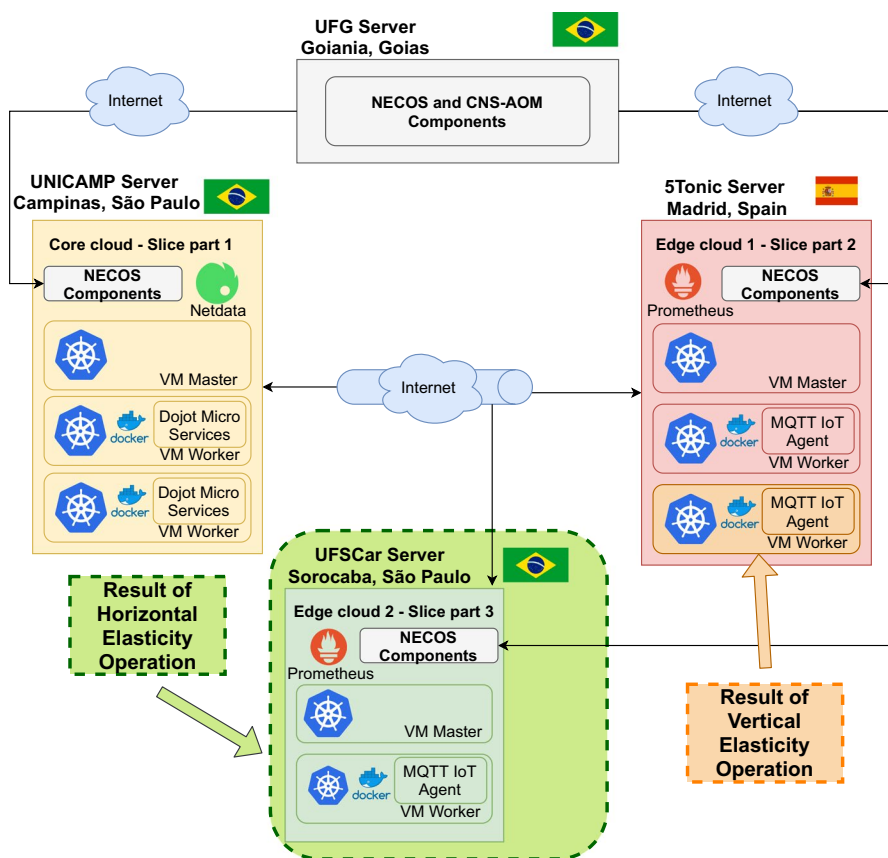 UFG Server
Goiania, Goias
NECOS and CNS-AOM
Components
Internet
Internet
UNICAMP Server
Campinas, São Paulo
Core cloud - Slice part 1
NECOS
Components
Netdata
VM Master
docker
Dojot Micro
Services
VM Worker
docker
Dojot Micro
Services
VM Worker
Internet
5Tonic Server
Madrid, Spain
Edge cloud 1 - Slice part 2
Prometheus
NECOS
Components
VM Master
docker
MQTT IoT
Agent
VM Worker
docker
MQTT IoT
Agent
VM Worker
Result of
Horizontal
Elasticity
Operation
UFSCar Server
Sorocaba, São Paulo
Edge cloud 2 - Slice part 3
NECOS
Components
Prometheus
VM Master
docker
MQTT IoT
Agent
VM Worker
Result of
Vertical
Elasticity
Operation